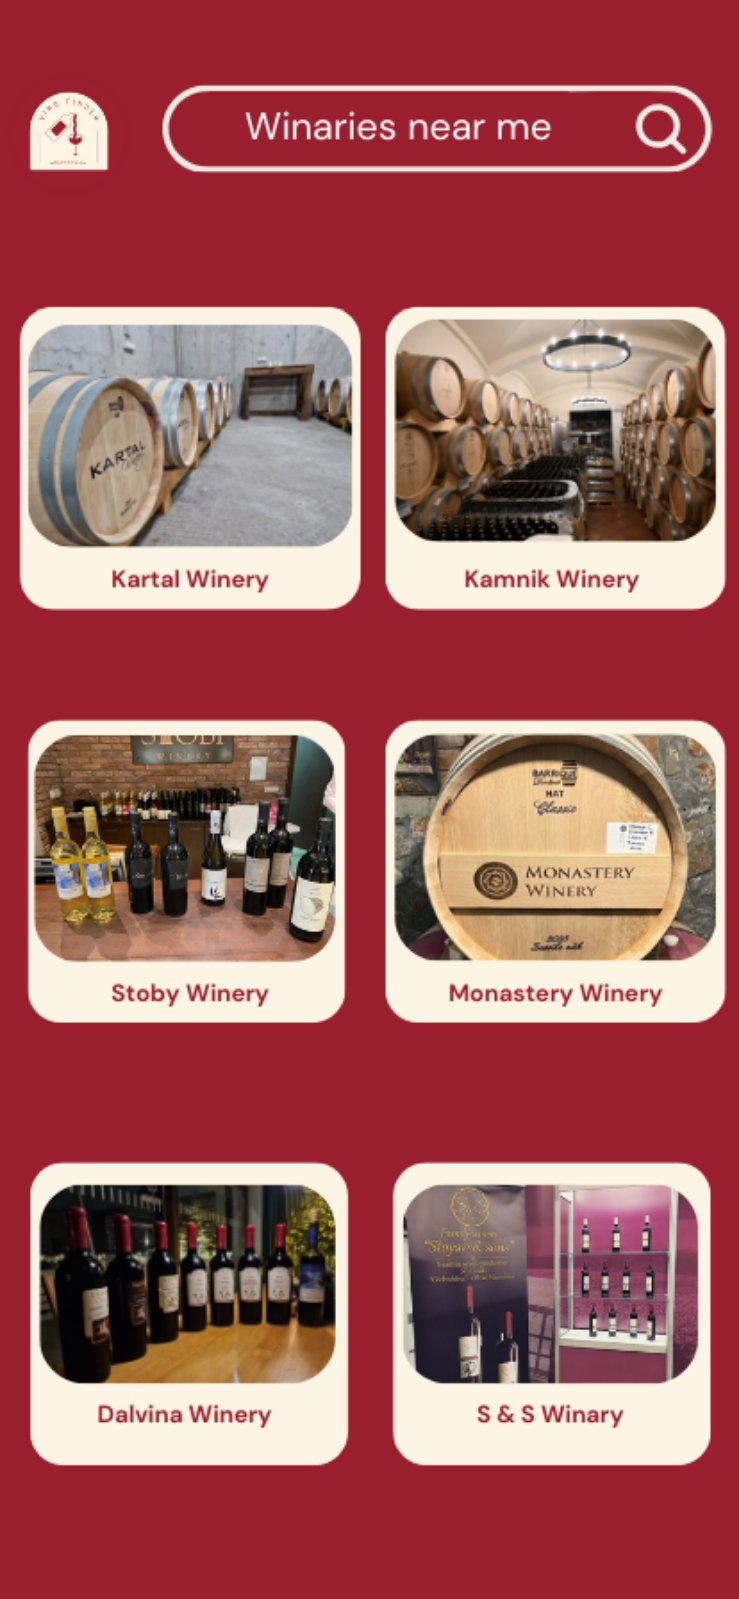 Vino Finder
Winaries near me
KARTAL
Kartal Winery
Kamnik Winery
STOBI
WINERY
Stoby Winery
BARRIQUE
HAT
Classic
MONASTERY
WINERY
Monastery Winery
Dalvina Winery
"Stojan & sons"
S & S Winary